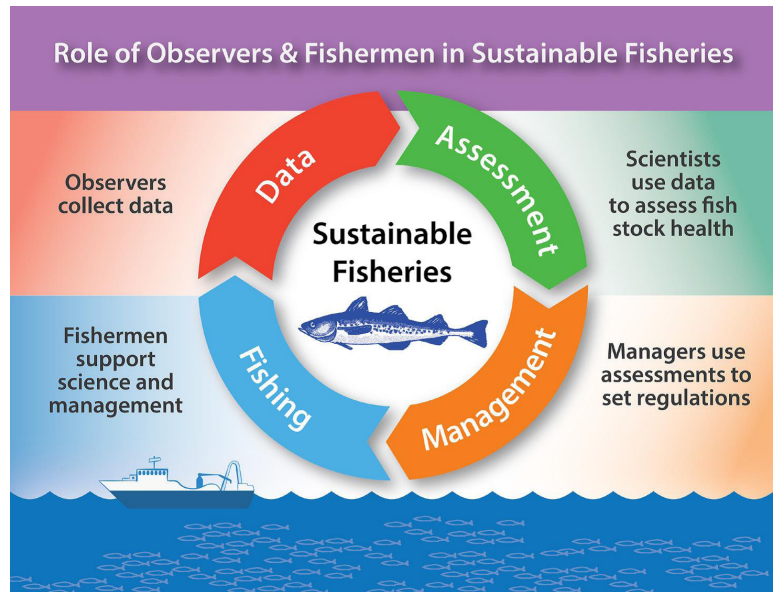 Role of Observers & Fishermen in Sustainable Fisheries
Observers
collect data
Data
Assessment
Scientists
use data
to assess fish
stock health
Sustainable
Fisheries
Fishermen
support
science and
management
Fishing
Management
Managers use
assessments to
set regulations